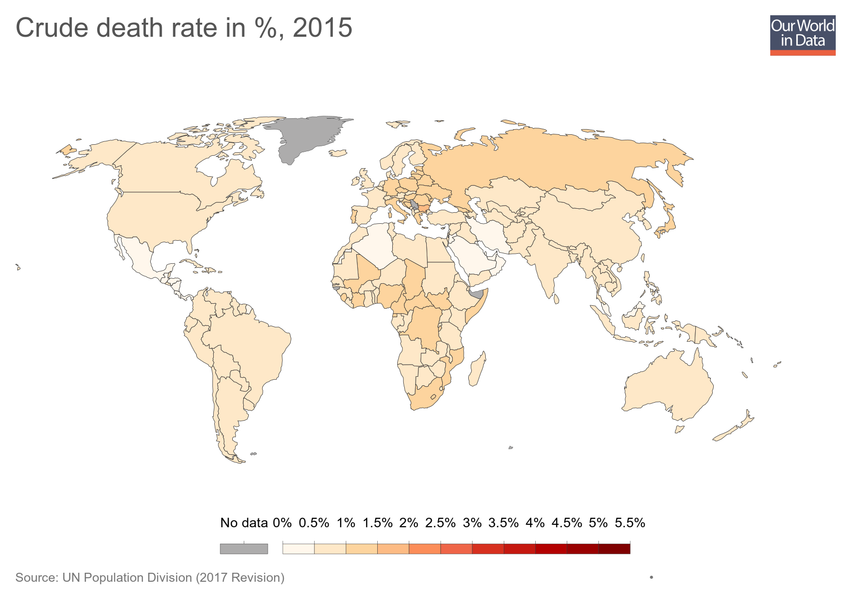 Crude death rate in %, 2015
Our World
in Data
No data 0% 0.5% 1% 1.5% 2% 2.5% 3% 3.5% 4% 4.5% 5% 5.5%
Source: UN Population Division (2017 Revision)